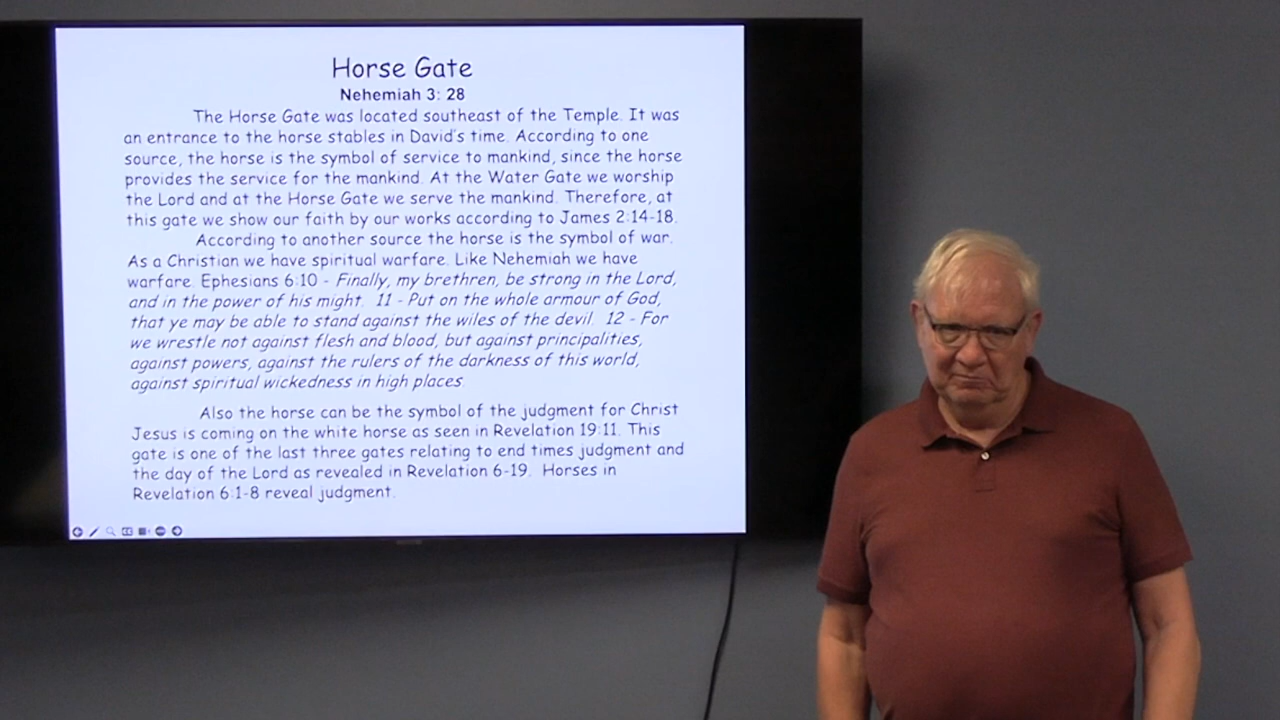 Horse Gate
Nehemiah 3: 28
The Horse Gate was located southeast of the Temple. It was
an entrance to the horse stables in David's time. According to one
source, the horse is the symbol of service to mankind, since the horse
provides the service for the mankind. At the Water Gate we worship
the Lord and at the Horse Gate we serve the mankind. Therefore, at
this gate we show our faith by our works according to James 2:14-18.
According to another source the horse is the symbol of war.
As a Christian we have spiritual warfare. Like Nehemiah we have
warfare. Ephesians 6:10 - Finally, my brethren, be strong in the Lord,
and in the power of his might. 11 - Put on the whole armour of God,
that ye may be able to stand against the wiles of the devil. 12 - For
we wrestle not against flesh and blood, but against principalities,
against powers, against the rulers of the darkness of this world,
against spiritual wickedness in high places.
Also the horse can be the symbol of the judgment for Christ
Jesus is coming on the white horse as seen in Revelation 19:11. This
gate is one of the last three gates relating to end times judgment and
the day of the Lord as revealed in Revelation 6-19. Horses in
Revelation 6:1-8 reveal judgment.